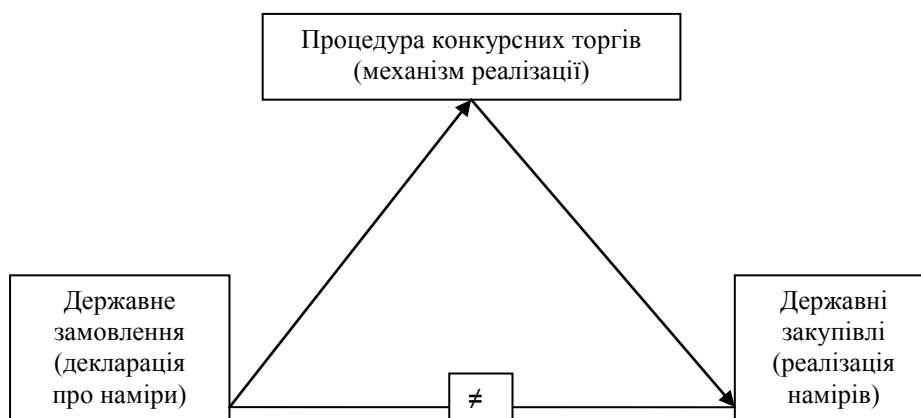 Процедура конкурсних торгів
(механізм реалізації)
Державне
замовлення
(декларація
про наміри)
≠
Державні
закупівлі
(реалізація
намірів)